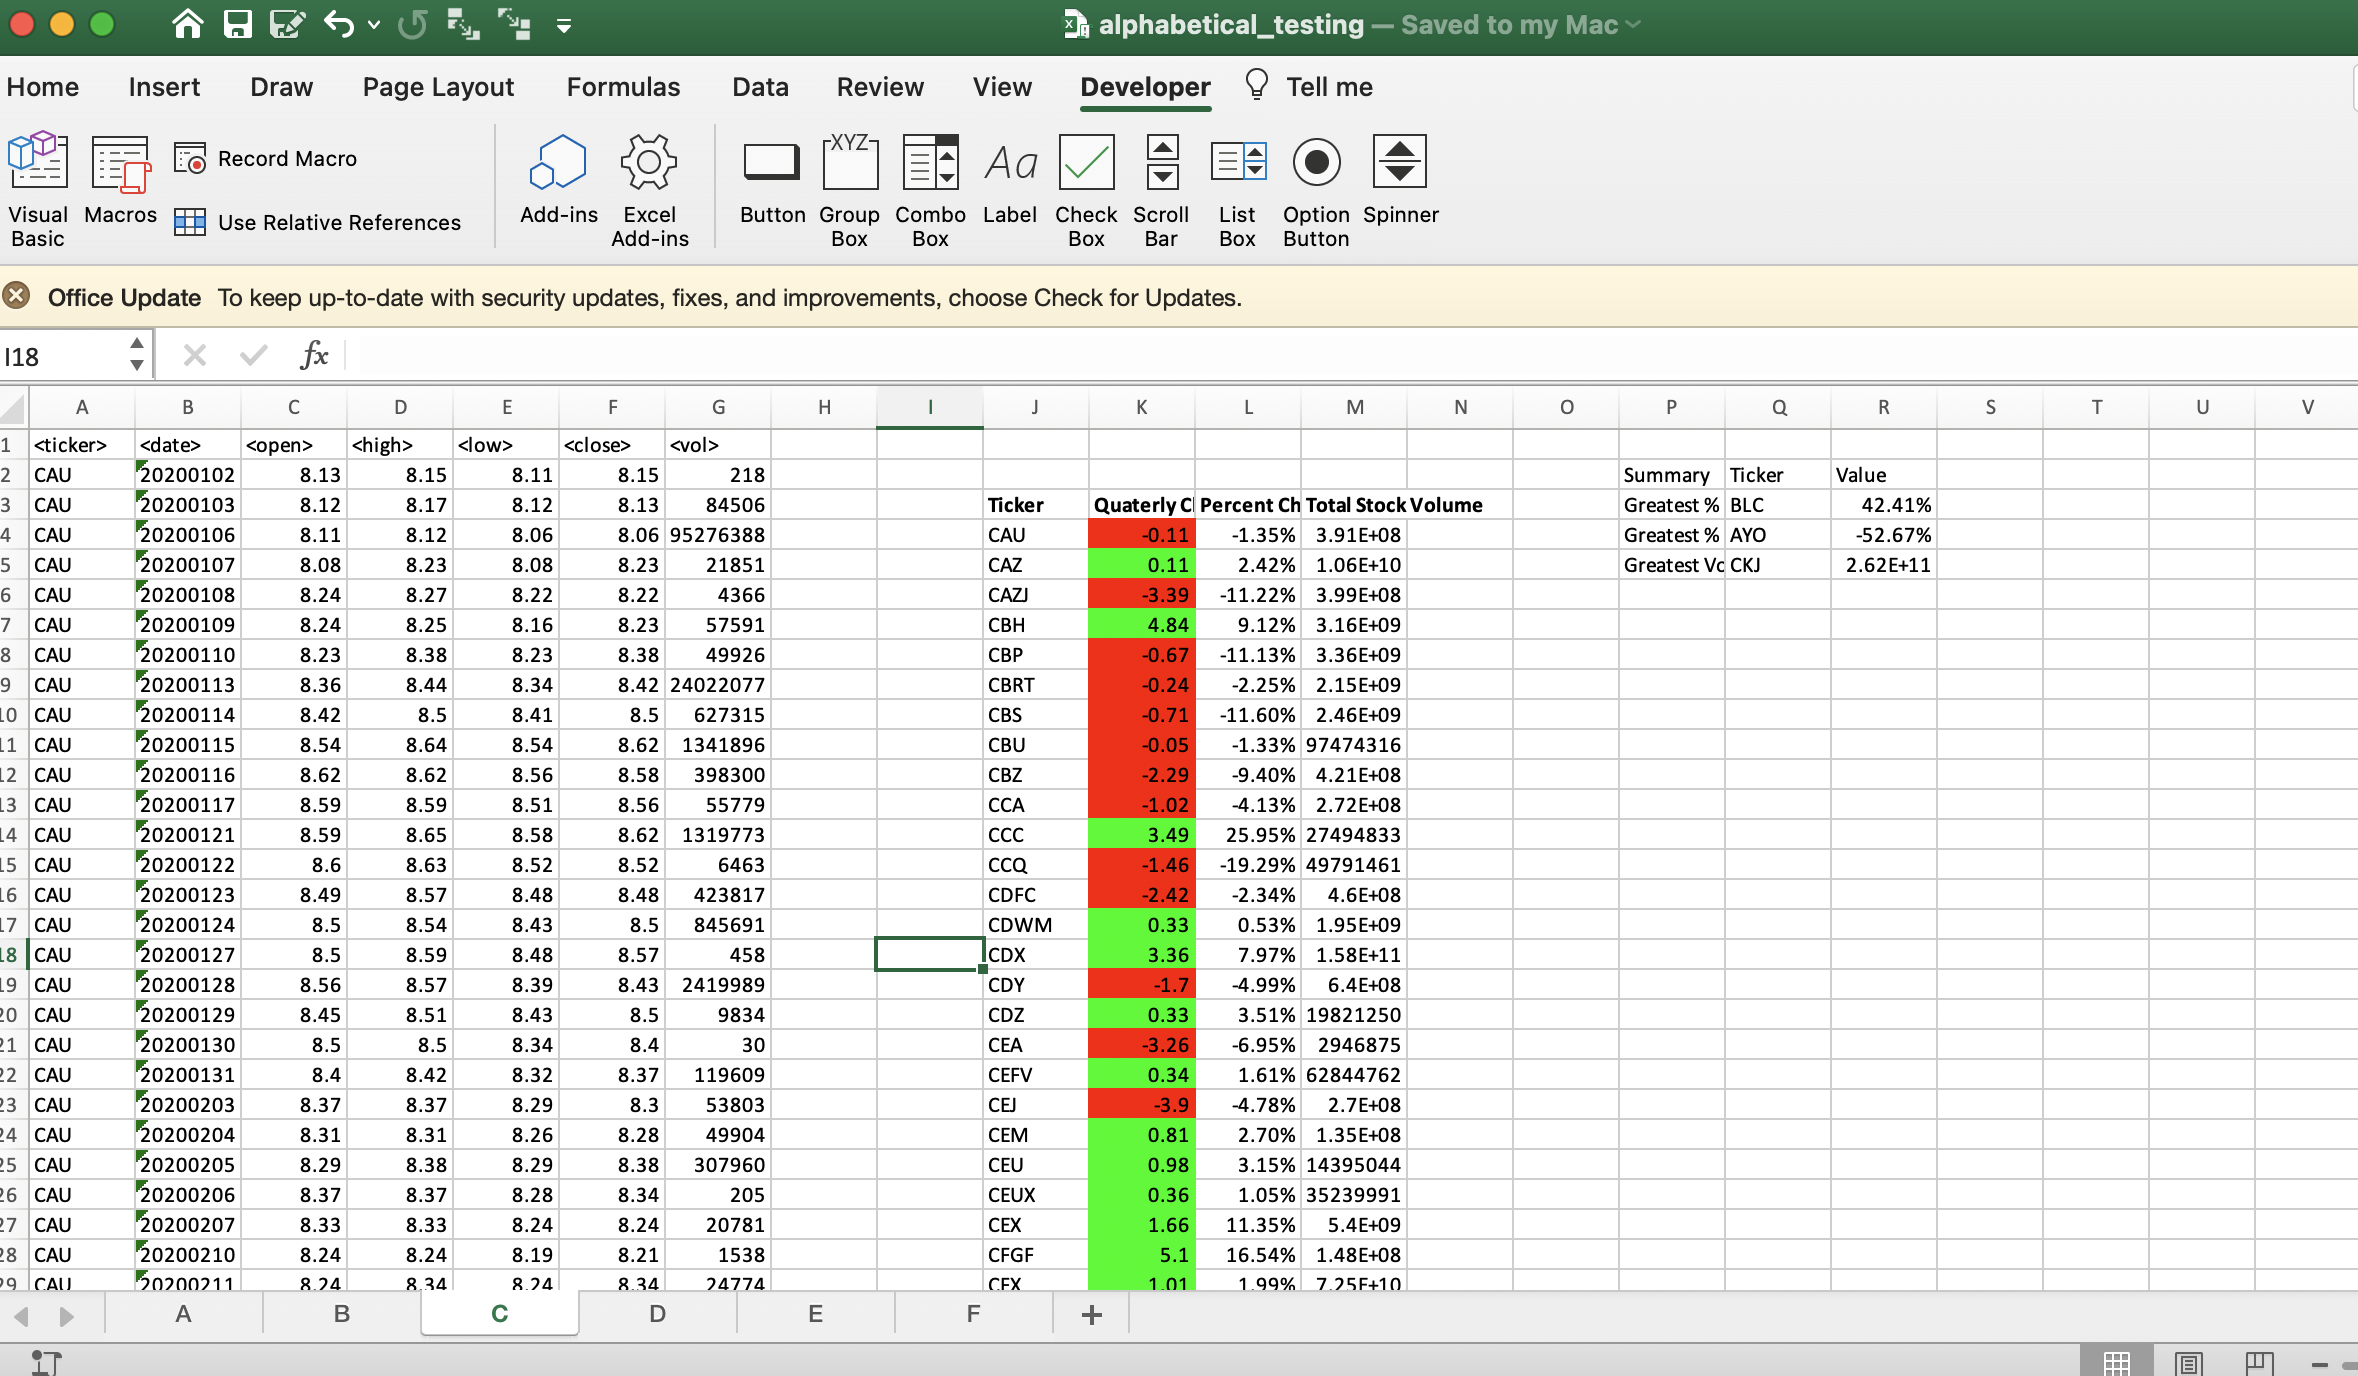 alphabetical_testing — Saved to my Mac
Home Insert Draw Page Layout Formulas Data Review View Developer Tell me
Visual Basic Macros Record Macro Use Relative References Add-ins Excel Add-ins Button XYZ Group Box Combo Box Aa Label Check Box Scroll Bar List Box Option Button Spinner
Office Update To keep up-to-date with security updates, fixes, and improvements, choose Check for Updates.
I18 fx
A B C D E F G H I J K L M N O P Q R S T U V
1 <ticker> <date> <open> <high> <low> <close> <vol>
2 CAU 20200102 8.13 8.15 8.11 8.15 218 Summary Ticker Value
3 CAU 20200103 8.12 8.17 8.12 8.13 84506 Ticker Quaterly C Percent Ch Total Stock Volume Greatest % BLC 42.41%
4 CAU 20200106 8.11 8.12 8.06 8.06 95276388 CAU -0.11 -1.35% 3.91E+08 Greatest % AYO -52.67%
5 CAU 20200107 8.08 8.23 8.08 8.23 21851 CAZ 0.11 2.42% 1.06E+10 Greatest Vo CKJ 2.62E+11
6 CAU 20200108 8.24 8.27 8.22 8.22 4366 CAZJ -3.39 -11.22% 3.99E+08
7 CAU 20200109 8.24 8.25 8.16 8.23 57591 CBH 4.84 9.12% 3.16E+09
8 CAU 20200110 8.23 8.38 8.23 8.38 49926 CBP -0.67 -11.13% 3.36E+09
9 CAU 20200113 8.36 8.44 8.34 8.42 24022077 CBRT -0.24 -2.25% 2.15E+09
10 CAU 20200114 8.42 8.5 8.41 8.5 627315 CBS -0.71 -11.60% 2.46E+09
11 CAU 20200115 8.54 8.64 8.54 8.62 1341896 CBU -0.05 -1.33% 97474316
12 CAU 20200116 8.62 8.62 8.56 8.58 398300 CBZ -2.29 -9.40% 4.21E+08
13 CAU 20200117 8.59 8.59 8.51 8.56 55779 CCA -1.02 -4.13% 2.72E+08
14 CAU 20200121 8.59 8.65 8.58 8.62 1319773 CCC 3.49 25.95% 27494833
15 CAU 20200122 8.6 8.63 8.52 8.52 6463 CCQ -1.46 -19.29% 49791461
16 CAU 20200123 8.49 8.57 8.48 8.48 423817 CDFC -2.42 -2.34% 4.6E+08
17 CAU 20200124 8.5 8.54 8.43 8.5 845691 CDWM 0.33 0.53% 1.95E+09
18 CAU 20200127 8.5 8.59 8.48 8.57 458 CDX 3.36 7.97% 1.58E+11
19 CAU 20200128 8.56 8.57 8.39 8.43 2419989 CDY -1.7 -4.99% 6.4E+08
20 CAU 20200129 8.45 8.51 8.43 8.5 9834 CDZ 0.33 3.51% 19821250
21 CAU 20200130 8.5 8.5 8.34 8.4 30 CEA -3.26 -6.95% 2946875
22 CAU 20200131 8.4 8.42 8.32 8.37 119609 CEFV 0.34 1.61% 62844762
23 CAU 20200203 8.37 8.37 8.29 8.3 53803 CEJ -3.9 -4.78% 2.7E+08
24 CAU 20200204 8.31 8.31 8.26 8.28 49904 CEM 0.81 2.70% 1.35E+08
25 CAU 20200205 8.29 8.38 8.29 8.38 307960 CEU 0.98 3.15% 14395044
26 CAU 20200206 8.37 8.37 8.28 8.34 205 CEUX 0.36 1.05% 35239991
27 CAU 20200207 8.33 8.33 8.24 8.24 20781 CEX 1.66 11.35% 5.4E+09
28 CAU 20200210 8.24 8.24 8.19 8.21 1538 CFGF 5.1 16.54% 1.48E+08
29 CAU 20200211 8.24 8.34 8.24 8.34 24774 CFX 1.01 1.99% 7.25E+10
A B C D E F +